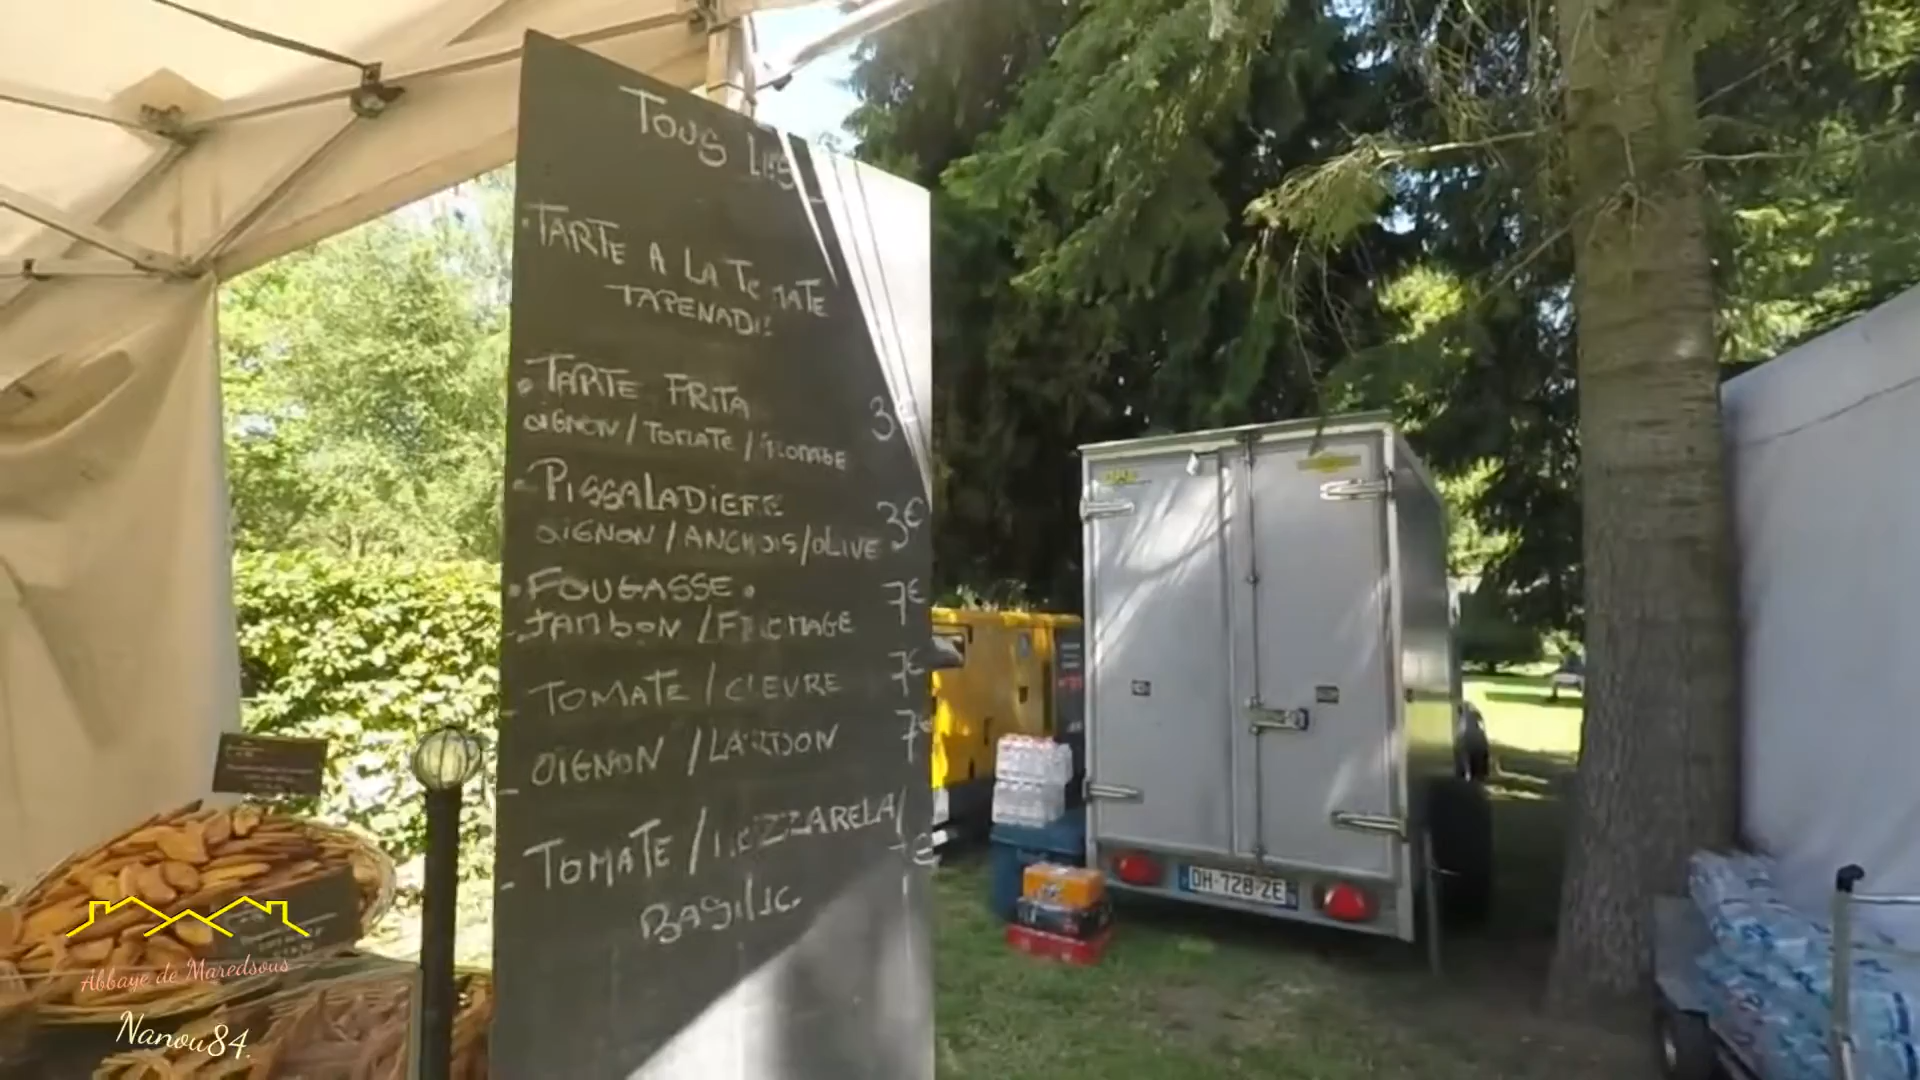 TOUS LES
• TARTE A LA TOMATE
TAPENADE
• TARTE FRITA
OIGNON / TOMATE / FROMAGE 3€
- PISSALADIERE
OIGNON / ANCHOIS / OLIVE 3€
• FOUGASSE •
- JAMBON / FROMAGE 7€
- TOMATE / CHEVRE 7€
- OIGNON / LARDON 7€
- TOMATE / MOZZARELA /
BASILIC
DH-728-ZE
Abbaye de Maredsous
Nanou84.